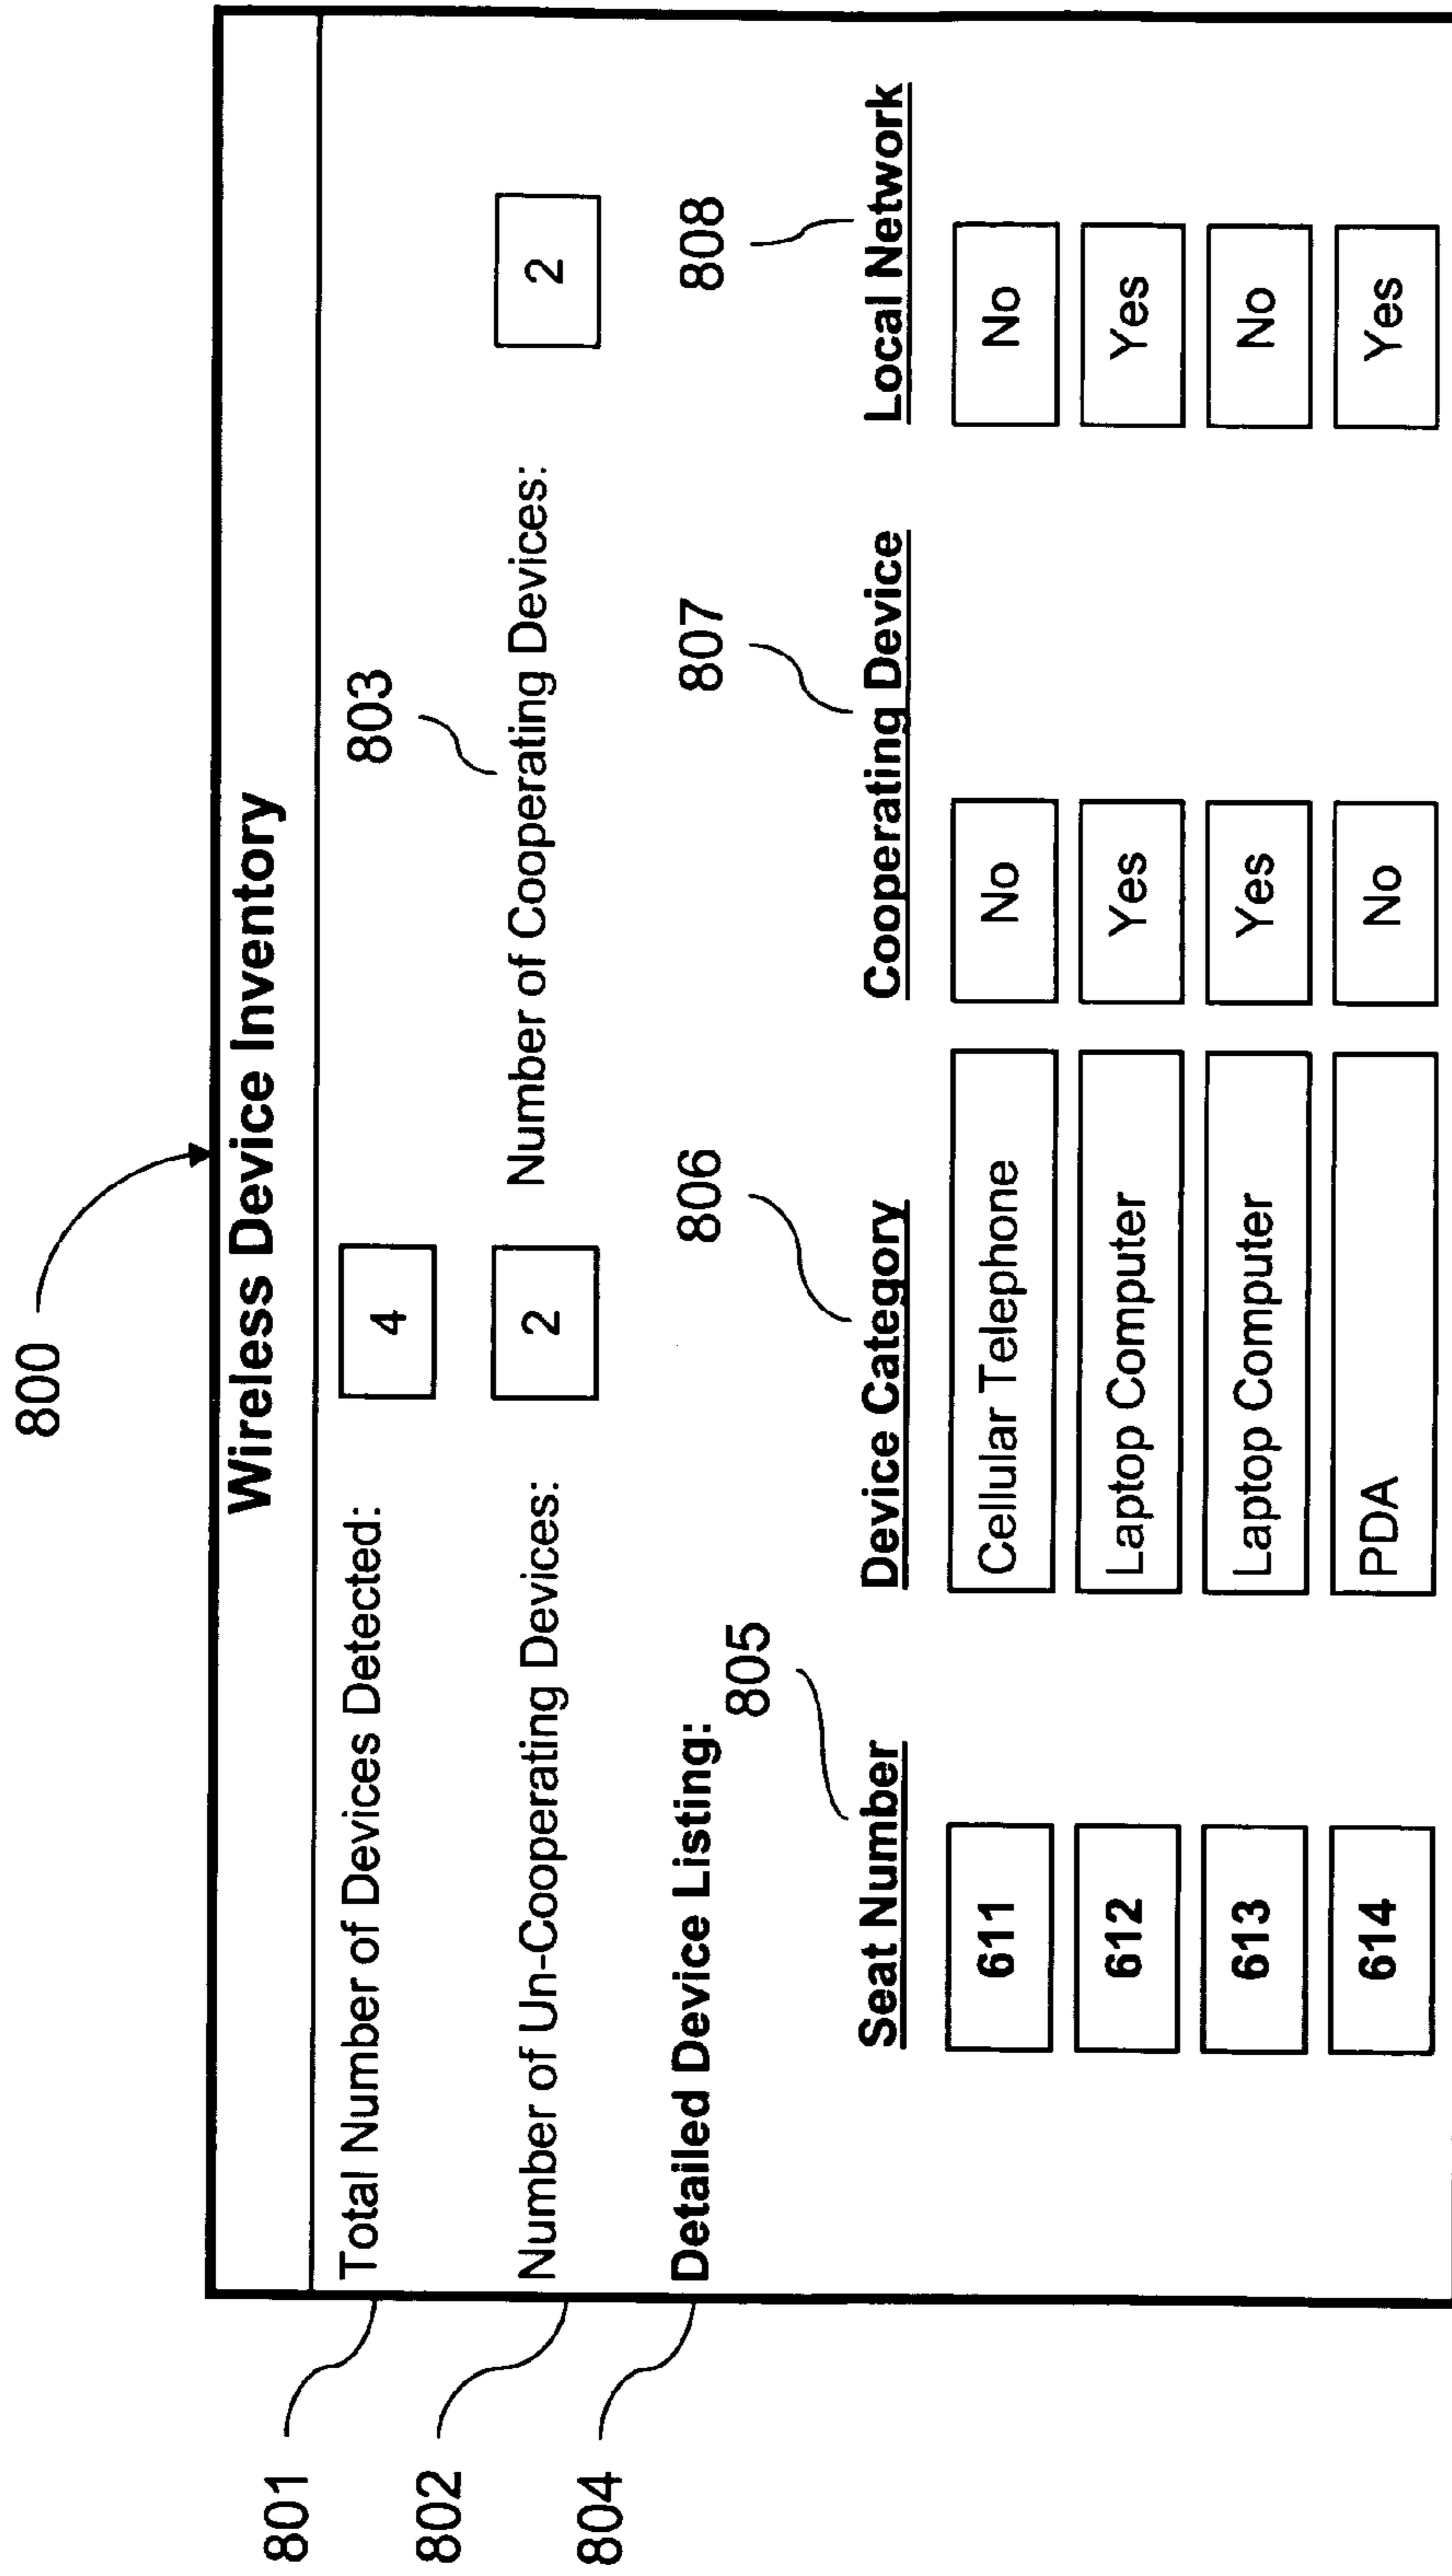 800
Wireless Device Inventory
801 Total Number of Devices Detected: 4
803
802 Number of Un-Cooperating Devices: 2 Number of Cooperating Devices: 2
804 Detailed Device Listing:
805 806 807 808
Seat Number Device Category Cooperating Device Local Network
611 Cellular Telephone No No
612 Laptop Computer Yes Yes
613 Laptop Computer Yes No
614 PDA No Yes